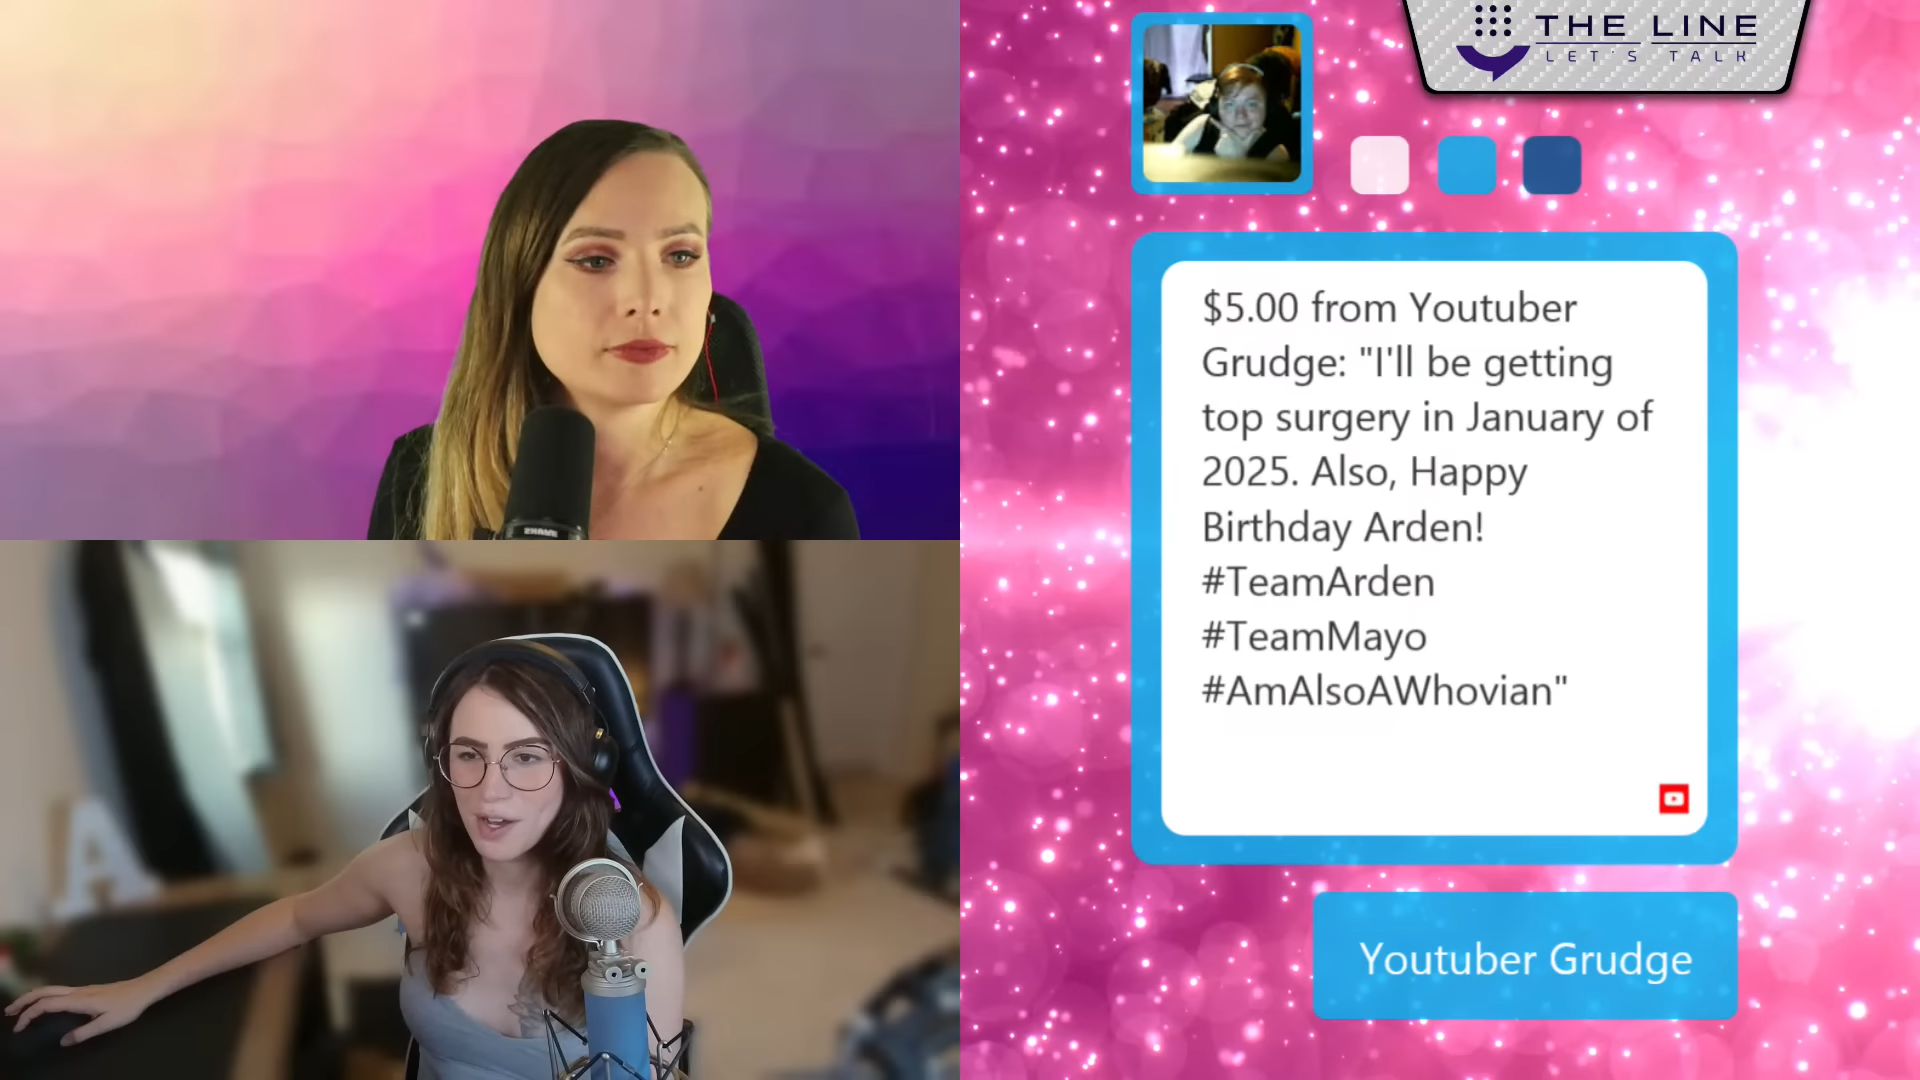 THE LINE
LET'S TALK
$5.00 from Youtuber
Grudge: "I'll be getting
top surgery in January of
2025. Also, Happy
Birthday Arden!
#TeamArden
#TeamMayo
#AmAlsoAWhovian"
Youtuber Grudge
A